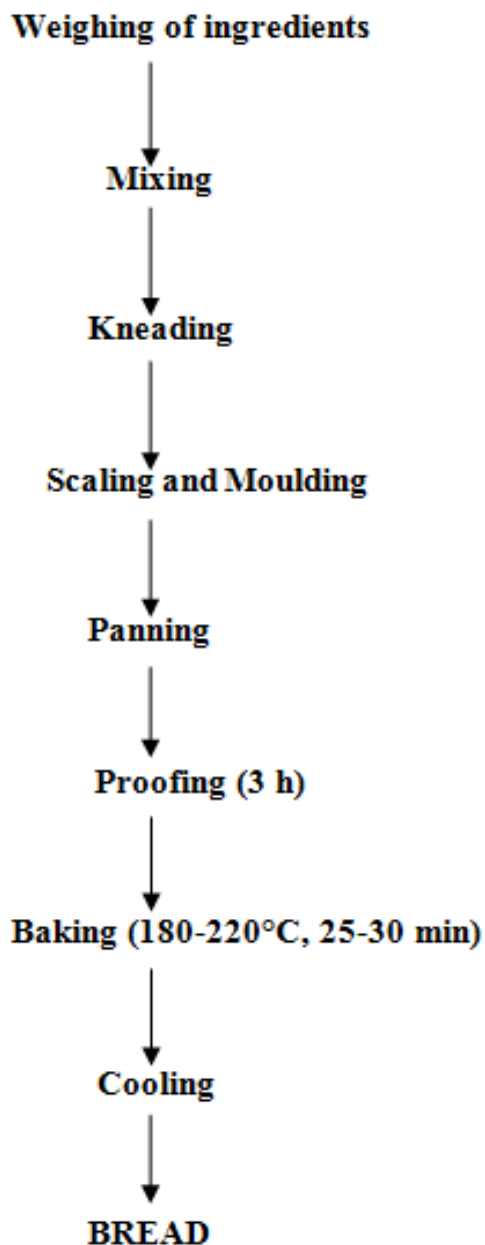 Weighing of ingredients
Mixing
Kneading
Scaling and Moulding
Panning
Proofing (3 h)
Baking (180-220°C, 25-30 min)
Cooling
BREAD